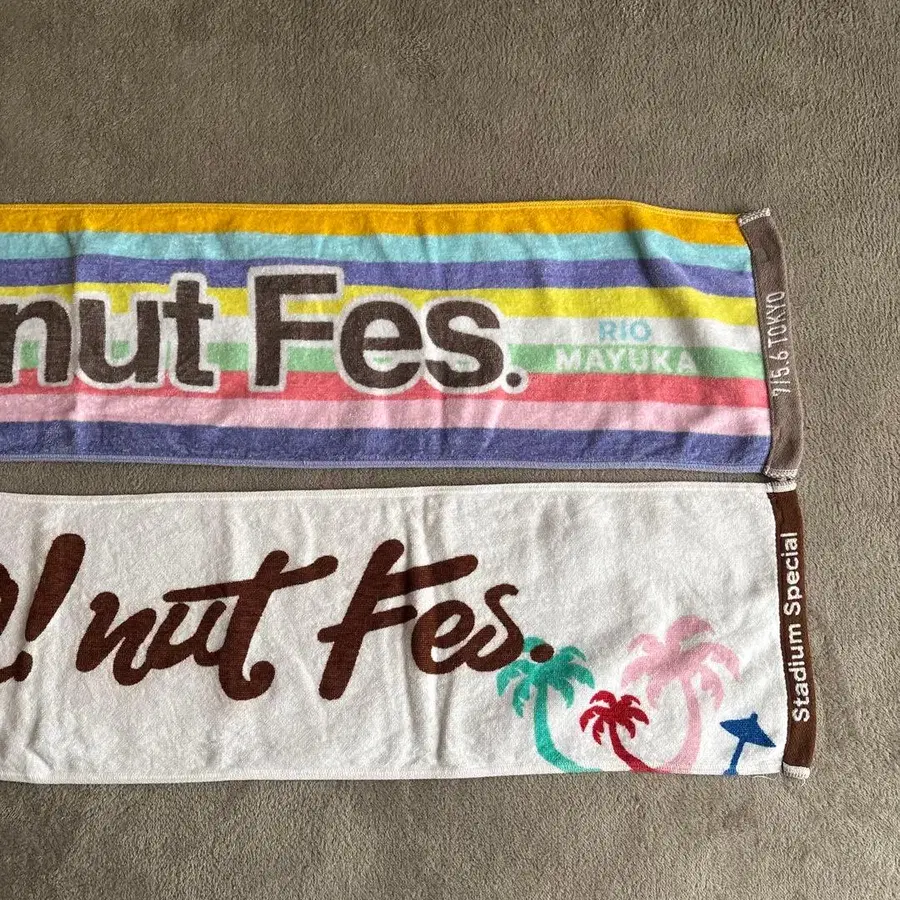 nut Fes.
RIO
MAYUKA
7/5.6 TOKYO
! nut Fes.
Stadium Special